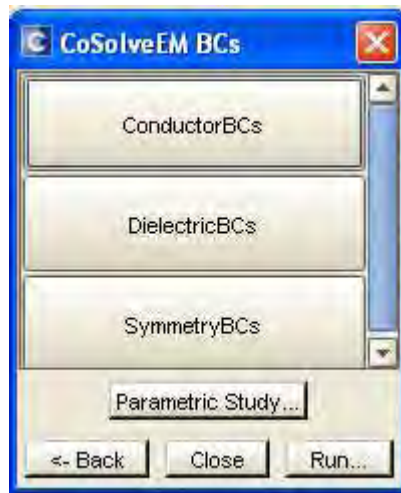 CoSolveEM BCs
ConductorBCs
DielectricBCs
SymmetryBCs
Parametric Study...
<- Back Close Run...